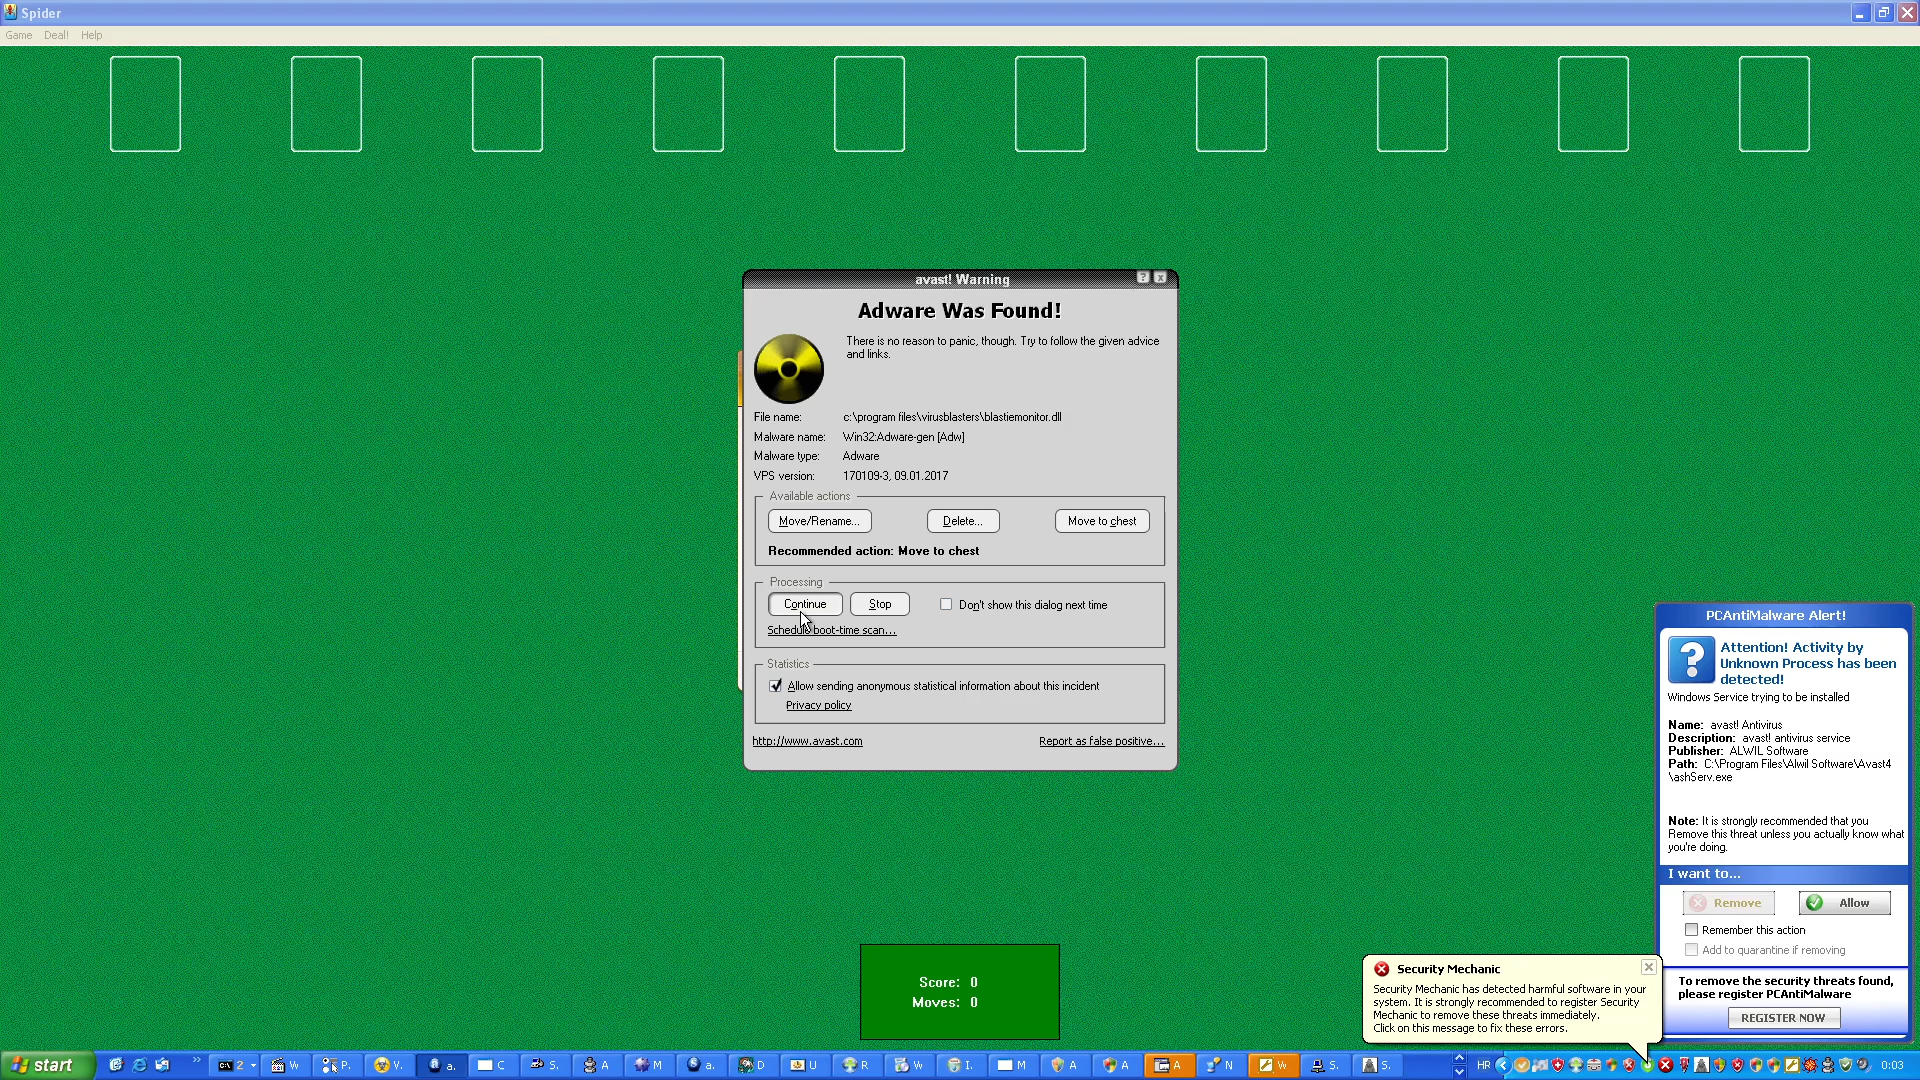 Spider
Game Deal! Help
avast! Warning
Adware Was Found!
There is no reason to panic, though. Try to follow the given advice
and links.
File name: c:\program files\virusblasters\blastiemonitor.dll
Malware name: Win32:Adware-gen [Adw]
Malware type: Adware
VPS version: 170109-3, 09.01.2017
Available actions
Move/Rename... Delete... Move to chest
Recommended action: Move to chest
Processing
Continue Stop Don't show this dialog next time
Schedule boot-time scan...
Statistics
Allow sending anonymous statistical information about this incident
Privacy policy
http://www.avast.com Report as false positive...
Score: 0
Moves: 0
PCAntiMalware Alert!
Attention! Activity by
Unknown Process has been
detected!
Windows Service trying to be installed
Name: avast! Antivirus
Description: avast! antivirus service
Publisher: ALWIL Software
Path: C:\Program Files\Alwil Software\Avast4
\ashServ.exe
Note: It is strongly recommended that you
Remove this threat unless you actually know what
you're doing.
I want to...
Remove Allow
Remember this action
Add to quarantine if removing
To remove the security threats found,
please register PCAntiMalware
REGISTER NOW
Security Mechanic
Security Mechanic has detected harmful software in your
system. It is strongly recommended to register Security
Mechanic to remove these threats immediately.
Click on this message to fix these errors.
start 2 W P. V. a. C S. A M a. D U R W I. M A A A N W S. S. HR 0:03